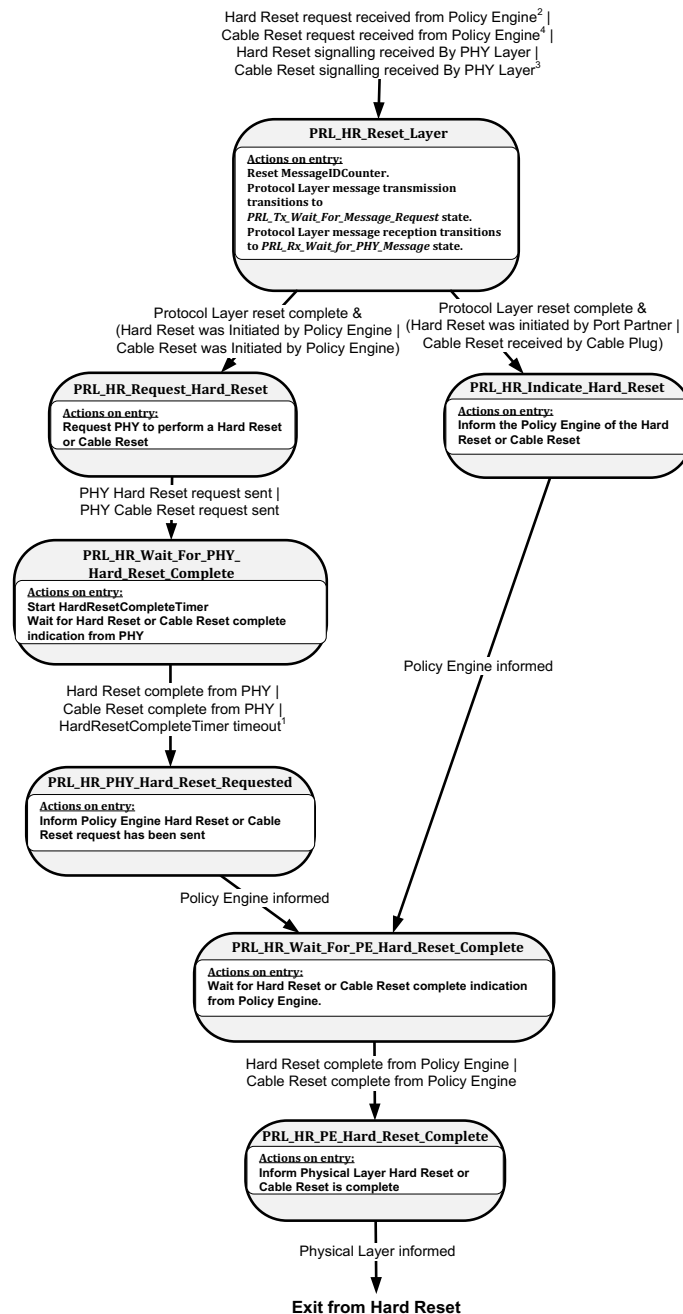 Hard Reset request received from Policy Engine² |
Cable Reset request received from Policy Engine⁴ |
Hard Reset signalling received By PHY Layer |
Cable Reset signalling received By PHY Layer³
PRL_HR_Reset_Layer
Actions on entry:
Reset MessageIDCounter.
Protocol Layer message transmission
transitions to
PRL_Tx_Wait_For_Message_Request state.
Protocol Layer message reception transitions
to PRL_Rx_Wait_for_PHY_Message state.
Protocol Layer reset complete &
(Hard Reset was Initiated by Policy Engine |
Cable Reset was Initiated by Policy Engine)
Protocol Layer reset complete &
(Hard Reset was initiated by Port Partner |
Cable Reset received by Cable Plug)
PRL_HR_Request_Hard_Reset
Actions on entry:
Request PHY to perform a Hard Reset
or Cable Reset
PRL_HR_Indicate_Hard_Reset
Actions on entry:
Inform the Policy Engine of the Hard
Reset or Cable Reset
PHY Hard Reset request sent |
PHY Cable Reset request sent
PRL_HR_Wait_For_PHY_
Hard_Reset_Complete
Actions on entry:
Start HardResetCompleteTimer
Wait for Hard Reset or Cable Reset complete
indication from PHY
Policy Engine informed
Hard Reset complete from PHY |
Cable Reset complete from PHY |
HardResetCompleteTimer timeout¹
PRL_HR_PHY_Hard_Reset_Requested
Actions on entry:
Inform Policy Engine Hard Reset or Cable
Reset request has been sent
Policy Engine informed
PRL_HR_Wait_For_PE_Hard_Reset_Complete
Actions on entry:
Wait for Hard Reset or Cable Reset complete indication
from Policy Engine.
Hard Reset complete from Policy Engine |
Cable Reset complete from Policy Engine
PRL_HR_PE_Hard_Reset_Complete
Actions on entry:
Inform Physical Layer Hard Reset or
Cable Reset is complete
Physical Layer informed
Exit from Hard Reset